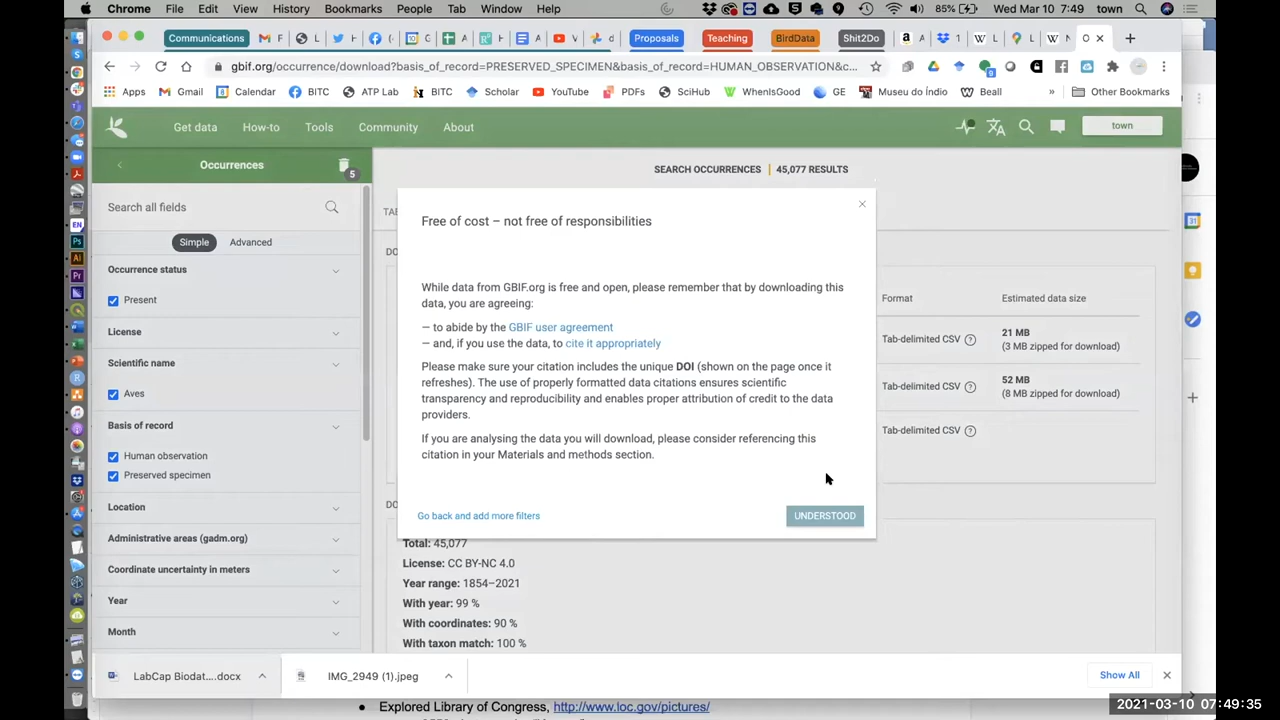 Chrome File Edit View History Bookmarks People Tab Window Help 85% Wed Mar 10 7:49 town
Communications Proposals Teaching BirdData Shit2Do
gbif.org/occurrence/download?basis_of_record=PRESERVED_SPECIMEN&basis_of_record=HUMAN_OBSERVATION&c...
Apps Gmail Calendar BITC ATP Lab BITC Scholar YouTube PDFs SciHub WhenIsGood GE Museu do Índio Beall » Other Bookmarks
Get data How-to Tools Community About town
Occurrences 5
SEARCH OCCURRENCES | 45,077 RESULTS
Search all fields
Simple Advanced
Occurrence status
Present
License
Scientific name
Aves
Basis of record
Human observation
Preserved specimen
Location
Administrative areas (gadm.org)
Coordinate uncertainty in meters
Year
Month
Free of cost – not free of responsibilities
While data from GBIF.org is free and open, please remember that by downloading this
data, you are agreeing:
— to abide by the GBIF user agreement
— and, if you use the data, to cite it appropriately
Please make sure your citation includes the unique DOI (shown on the page once it
refreshes). The use of properly formatted data citations ensures scientific
transparency and reproducibility and enables proper attribution of credit to the data
providers.
If you are analysing the data you will download, please consider referencing this
citation in your Materials and methods section.
Go back and add more filters UNDERSTOOD
Format Estimated data size
Tab-delimited CSV 21 MB
(3 MB zipped for download)
Tab-delimited CSV 52 MB
(8 MB zipped for download)
Tab-delimited CSV
Total: 45,077
License: CC BY-NC 4.0
Year range: 1854–2021
With year: 99 %
With coordinates: 90 %
With taxon match: 100 %
LabCap Biodat....docx IMG_2949 (1).jpeg Show All
Explored Library of Congress, http://www.loc.gov/pictures/
2021-03-10 07:49:35